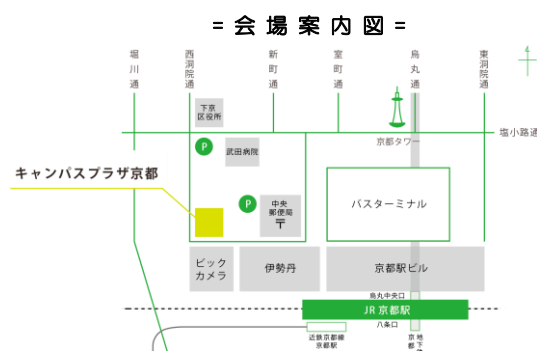 =会場案内図=
堀川通
西洞院通
新町通
室町通
烏丸通
東洞院通
下京
区役所
塩小路通
京都タワー
P
武田病院
キャンパスプラザ京都
P
中央
郵便局
〒
バスターミナル
ビック
カメラ
伊勢丹
京都駅ビル
烏丸中央口
JR 京都駅
八条口
近鉄京都線
京都駅